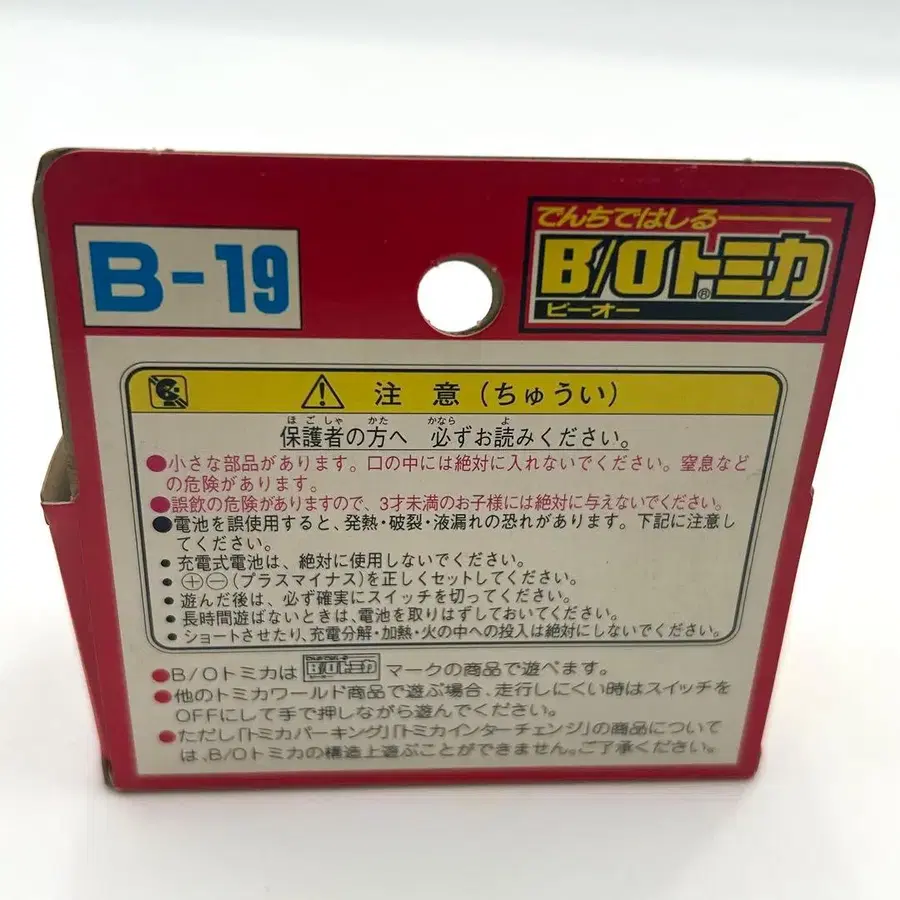 B-19
でんちではしる
B/Oトミカ®
ビーオー
注意(ちゅうい)
ほごしゃ かた かなら よ
保護者の方へ 必ずお読みください。
●小さな部品があります。口の中には絶対に入れないでください。窒息など
の危険があります。
●誤飲の危険がありますので、3才未満のお子様には絶対に与えないでください。
●電池を誤使用すると、発熱・破裂・液漏れの恐れがあります。下記に注意し
てください。
・充電式電池は、絶対に使用しないでください。
・⊕⊖(プラスマイナス)を正しくセットしてください。
・遊んだ後は、必ず確実にスイッチを切ってください。
・長時間遊ばないときは、電池を取りはずしておいてください。
・ショートさせたり、充電分解・加熱・火の中への投入は絶対にしないでください。
●B/Oトミカは B/Oトミカ マークの商品で遊べます。
●他のトミカワールド商品で遊ぶ場合、走行しにくい時はスイッチを
OFFにして手で押しながら遊んでください。
●ただし「トミカパーキング」「トミカインターチェンジ」の商品について
は、B/Oトミカの構造上遊ぶことができません。ご了承ください。